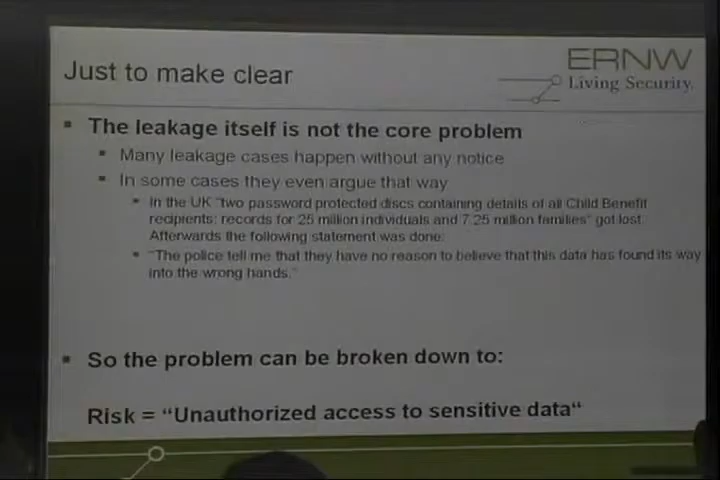 Just to make clear
ERNW
Living Security.
The leakage itself is not the core problem
Many leakage cases happen without any notice
In some cases they even argue that way
In the UK "two password protected discs containing details of all Child Benefit
recipients: records for 25 million individuals and 7.25 million families" got lost.
Afterwards the following statement was done:
"The police tell me that they have no reason to believe that this data has found its way
into the wrong hands."
So the problem can be broken down to:
Risk = "Unauthorized access to sensitive data"